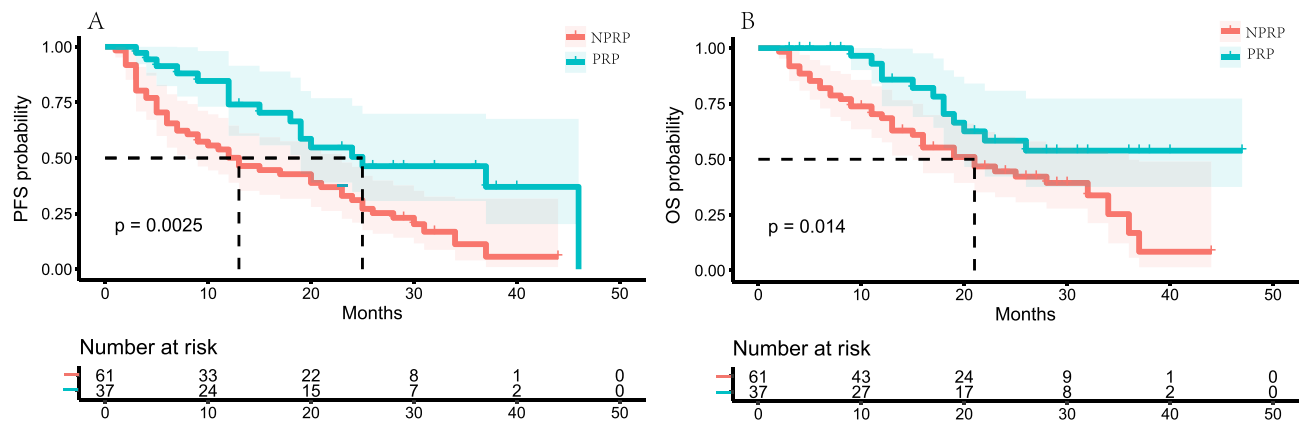 A
NPRP
PRP
1.00
0.75
0.50
0.25
0.00
PFS probability
p = 0.0025
0 10 20 30 40 50
Months
Number at risk
61 33 22 8 1 0
37 24 15 7 2 0
0 10 20 30 40 50
B
NPRP
PRP
1.00
0.75
0.50
0.25
0.00
OS probability
p = 0.014
0 10 20 30 40 50
Months
Number at risk
61 43 24 9 1 0
37 27 17 8 2 0
0 10 20 30 40 50